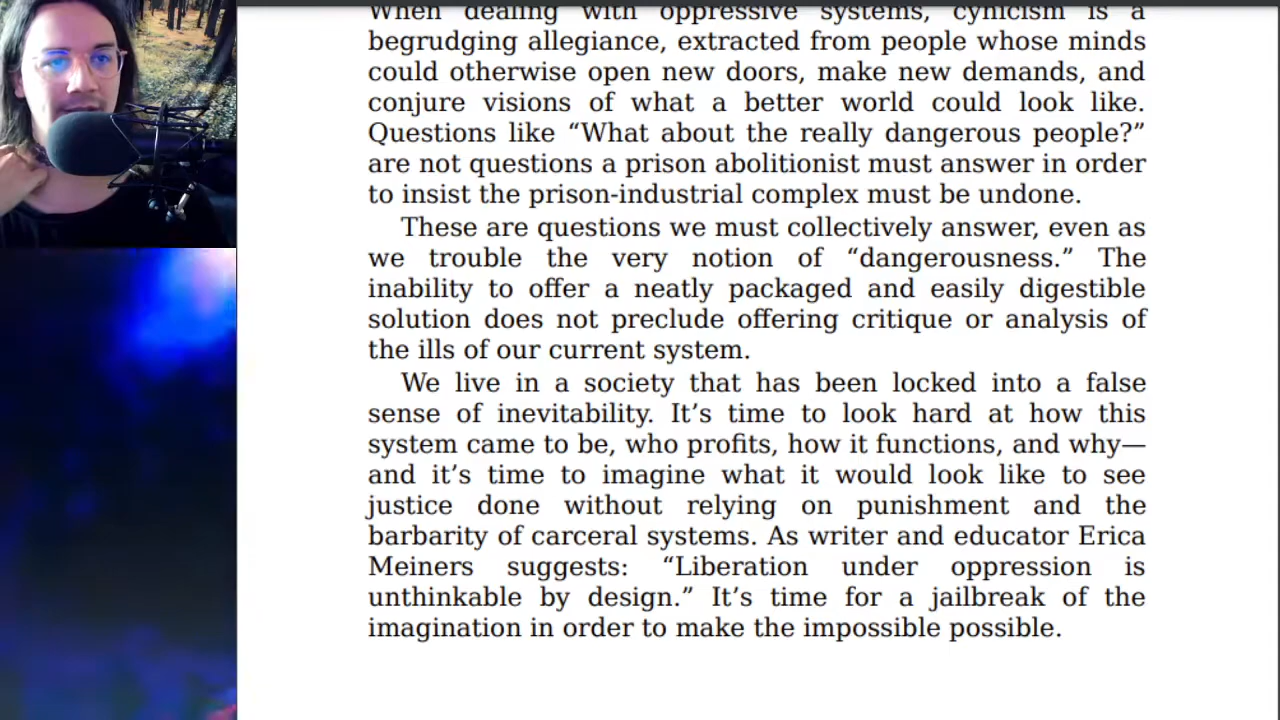 When dealing with oppressive systems, cynicism is a
begrudging allegiance, extracted from people whose minds
could otherwise open new doors, make new demands, and
conjure visions of what a better world could look like.
Questions like “What about the really dangerous people?”
are not questions a prison abolitionist must answer in order
to insist the prison-industrial complex must be undone.
These are questions we must collectively answer, even as
we trouble the very notion of “dangerousness.” The
inability to offer a neatly packaged and easily digestible
solution does not preclude offering critique or analysis of
the ills of our current system.
We live in a society that has been locked into a false
sense of inevitability. It’s time to look hard at how this
system came to be, who profits, how it functions, and why—
and it’s time to imagine what it would look like to see
justice done without relying on punishment and the
barbarity of carceral systems. As writer and educator Erica
Meiners suggests: “Liberation under oppression is
unthinkable by design.” It’s time for a jailbreak of the
imagination in order to make the impossible possible.